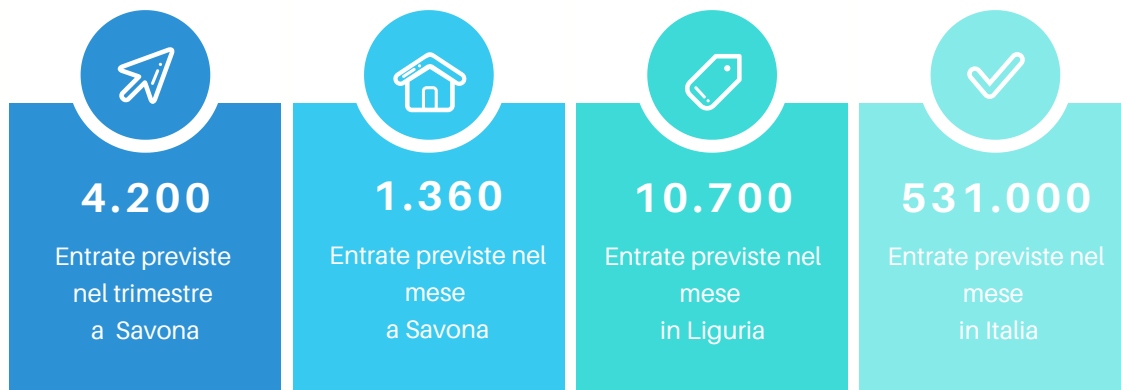 4.200
Entrate previste
nel trimestre
a Savona
1.360
Entrate previste nel
mese
a Savona
10.700
Entrate previste nel
mese
in Liguria
531.000
Entrate previste nel
mese
in Italia